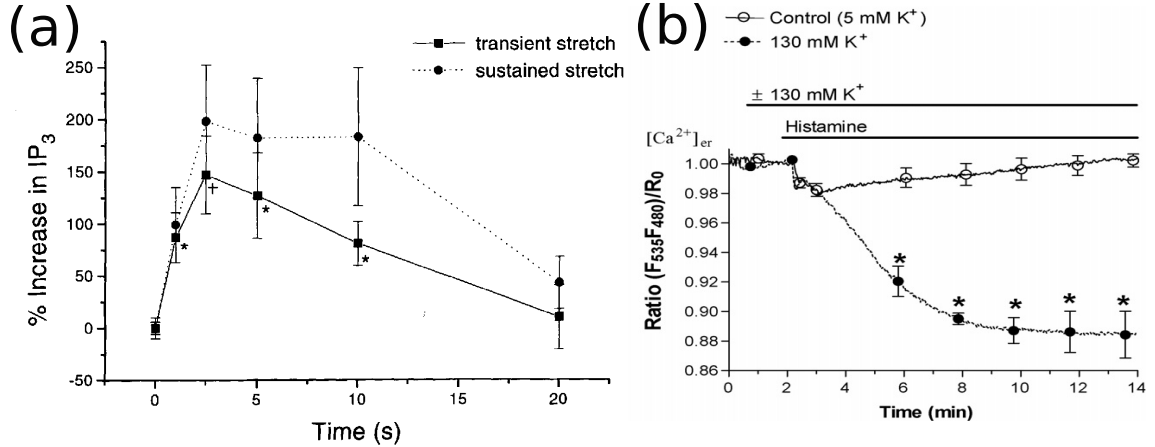 (a)
transient stretch
sustained stretch
% Increase in IP3
250
200
150
100
50
0
-50
*
+
*
*
0
5
10
15
20
Time (s)
(b)
Control (5 mM K+)
130 mM K+
± 130 mM K+
Histamine
[Ca2+]er
Ratio (F535F480)/R0
1.00
0.98
0.96
0.94
0.92
0.90
0.88
0.86
* * * * *
0 2 4 6 8 10 12 14
Time (min)